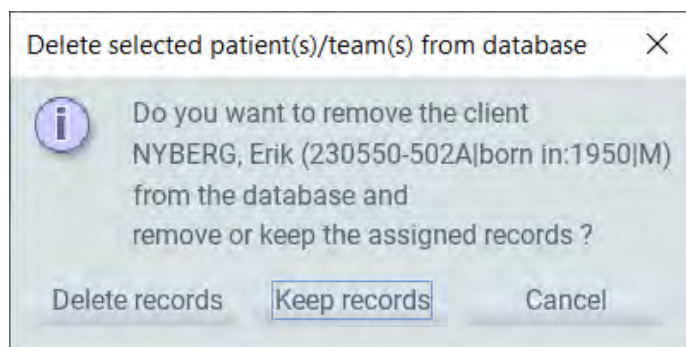 Delete selected patient(s)/team(s) from database
Do you want to remove the client
NYBERG, Erik (230550-502A|born in:1950|M)
from the database and
remove or keep the assigned records ?
Delete records Keep records Cancel